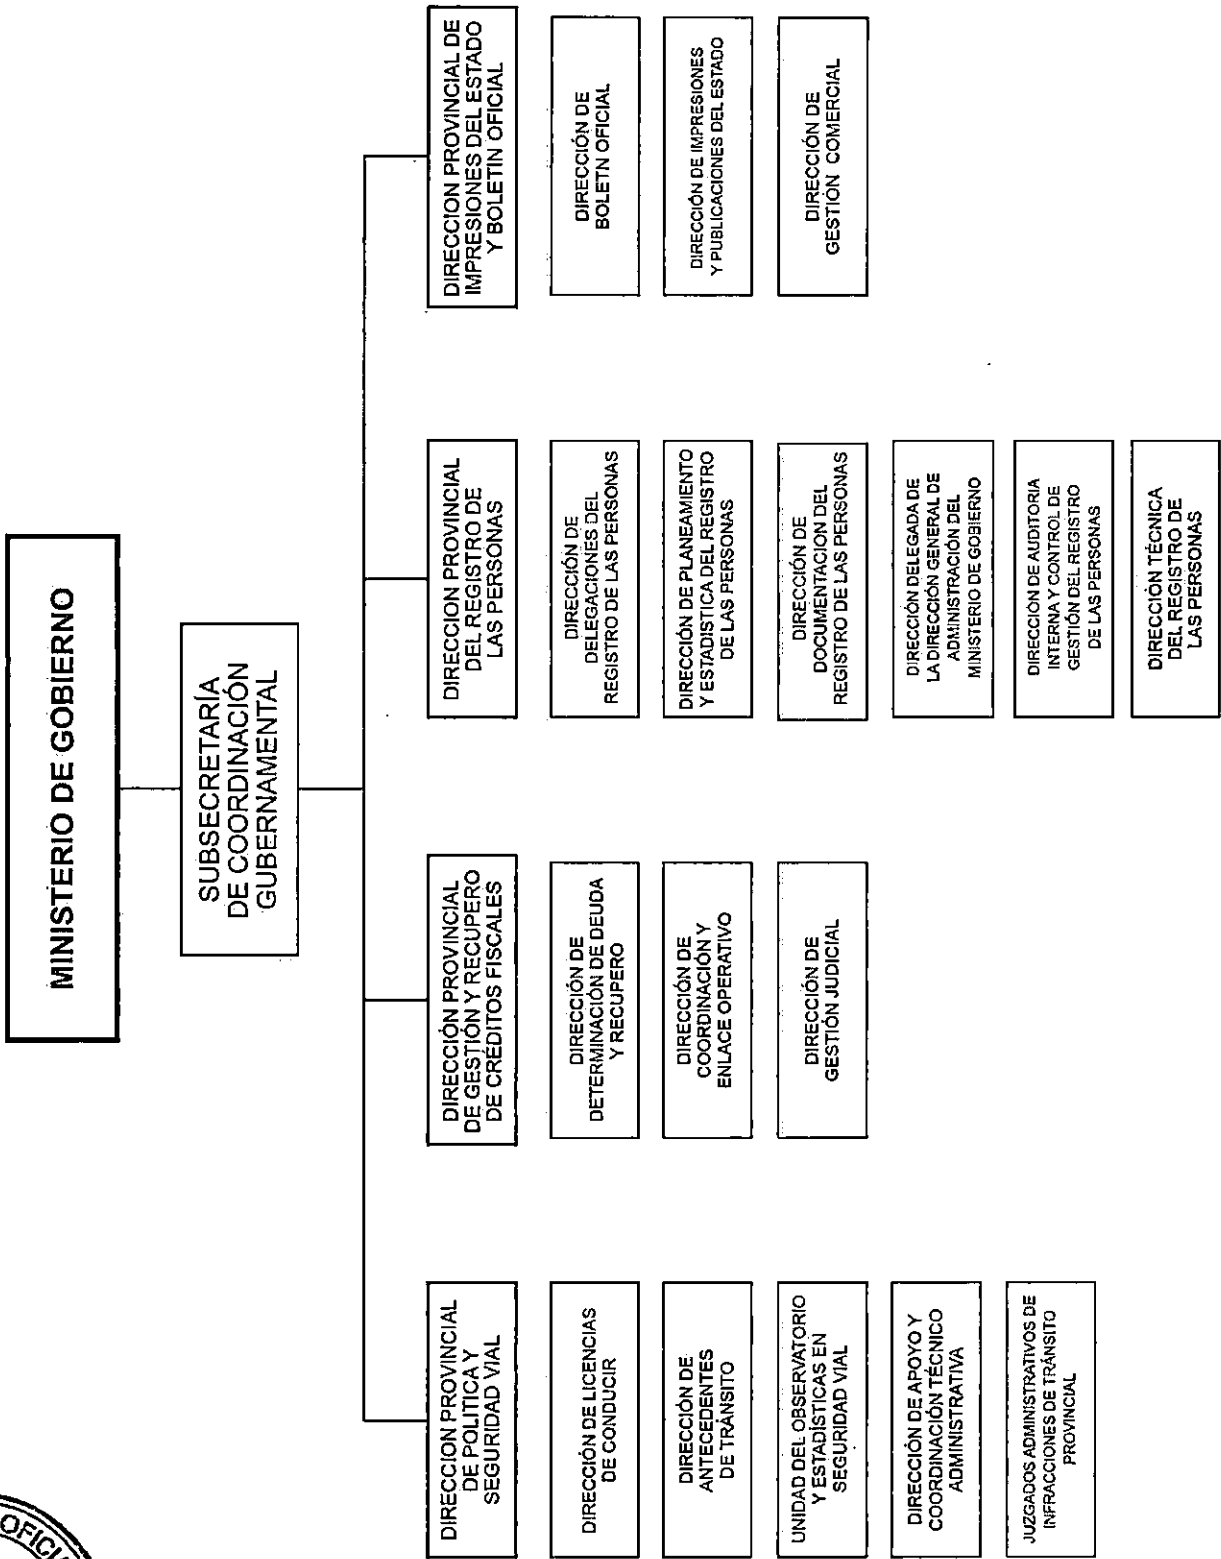 MINISTERIO DE GOBIERNO
SUBSECRETARÍA
DE COORDINACIÓN
GUBERNAMENTAL
DIRECCION PROVINCIAL
DE POLITICA Y
SEGURIDAD VIAL
DIRECCIÓN DE LICENCIAS
DE CONDUCIR
DIRECCIÓN DE
ANTECEDENTES
DE TRÁNSITO
UNIDAD DEL OBSERVATORIO
Y ESTADÍSTICAS EN
SEGURIDAD VIAL
DIRECCIÓN DE APOYO Y
COORDINACIÓN TÉCNICO
ADMINISTRATIVA
JUZGADOS ADMINISTRATIVOS DE
INFRACCIONES DE TRÁNSITO
PROVINCIAL
DIRECCIÓN PROVINCIAL
DE GESTIÓN Y RECUPERO
DE CRÉDITOS FISCALES
DIRECCIÓN DE
DETERMINACIÓN DE DEUDA
Y RECUPERO
DIRECCIÓN DE
COORDINACIÓN Y
ENLACE OPERATIVO
DIRECCIÓN DE
GESTIÓN JUDICIAL
DIRECCION PROVINCIAL
DEL REGISTRO DE
LAS PERSONAS
DIRECCIÓN DE
DELEGACIONES DEL
REGISTRO DE LAS PERSONAS
DIRECCIÓN DE PLANEAMIENTO
Y ESTADISTICA DEL REGISTRO
DE LAS PERSONAS
DIRECCIÓN DE
DOCUMENTACION DEL
REGISTRO DE LAS PERSONAS
DIRECCIÓN DELEGADA DE
LA DIRECCIÓN GENERAL DE
ADMINISTRACIÓN DEL
MINISTERIO DE GOBIERNO
DIRECCIÓN DE AUDITORIA
INTERNA Y CONTROL DE
GESTIÓN DEL REGISTRO
DE LAS PERSONAS
DIRECCIÓN TÉCNICA
DEL REGISTRO DE
LAS PERSONAS
DIRECCION PROVINCIAL DE
IMPRESIONES DEL ESTADO
Y BOLETIN OFICIAL
DIRECCIÓN DE
BOLETN OFICIAL
DIRECCIÓN DE IMPRESIONES
Y PUBLICACIONES DEL ESTADO
DIRECCIÓN DE
GESTIÓN COMERCIAL